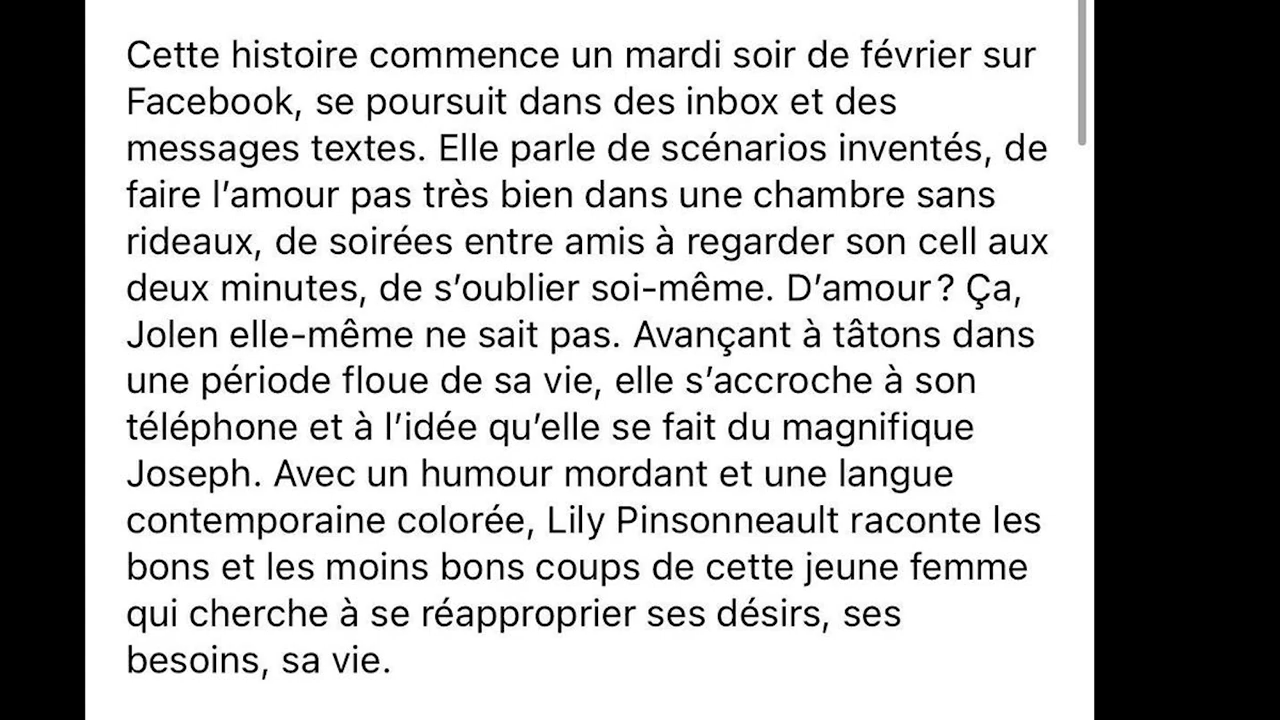 Cette histoire commence un mardi soir de février sur
Facebook, se poursuit dans des inbox et des
messages textes. Elle parle de scénarios inventés, de
faire l’amour pas très bien dans une chambre sans
rideaux, de soirées entre amis à regarder son cell aux
deux minutes, de s’oublier soi-même. D’amour ? Ça,
Jolen elle-même ne sait pas. Avançant à tâtons dans
une période floue de sa vie, elle s’accroche à son
téléphone et à l’idée qu’elle se fait du magnifique
Joseph. Avec un humour mordant et une langue
contemporaine colorée, Lily Pinsonneault raconte les
bons et les moins bons coups de cette jeune femme
qui cherche à se réapproprier ses désirs, ses
besoins, sa vie.